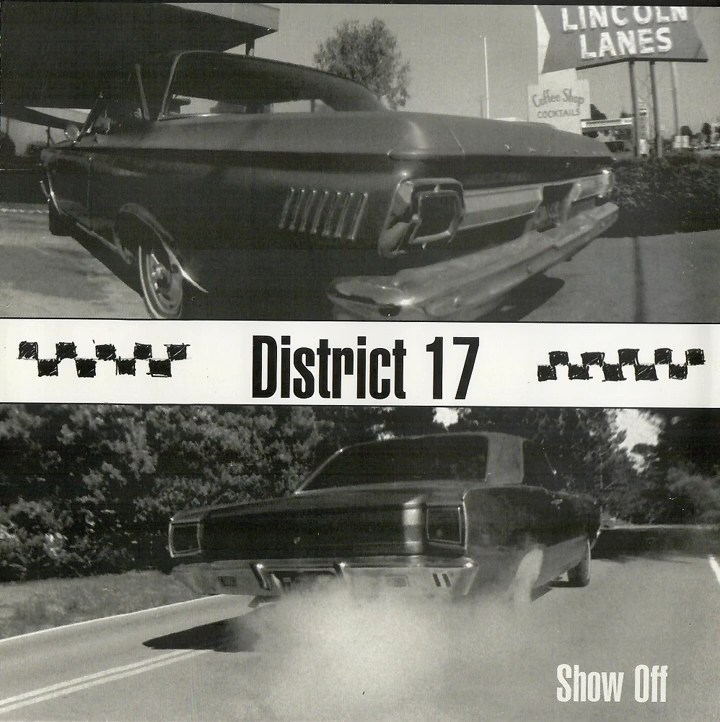 LINCOLN
LANES
Coffee Shop
COCKTAILS
District 17
Show Off